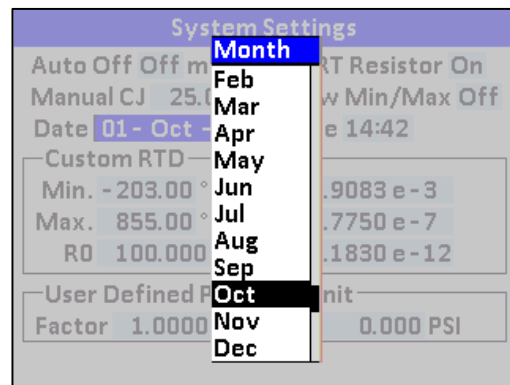 System Settings
Auto Off Off m RT Resistor On
Manual CJ 25. w Min/Max Off
Date 01 - Oct - e 14:42
Custom RTD
Min. - 203.00 ° .9083 e - 3
Max. 855.00 ° .7750 e - 7
R0 100.000 .1830 e - 12
User Defined P nit
Factor 1.0000 0.000 PSI
Month
Feb
Mar
Apr
May
Jun
Jul
Aug
Sep
Oct
Nov
Dec